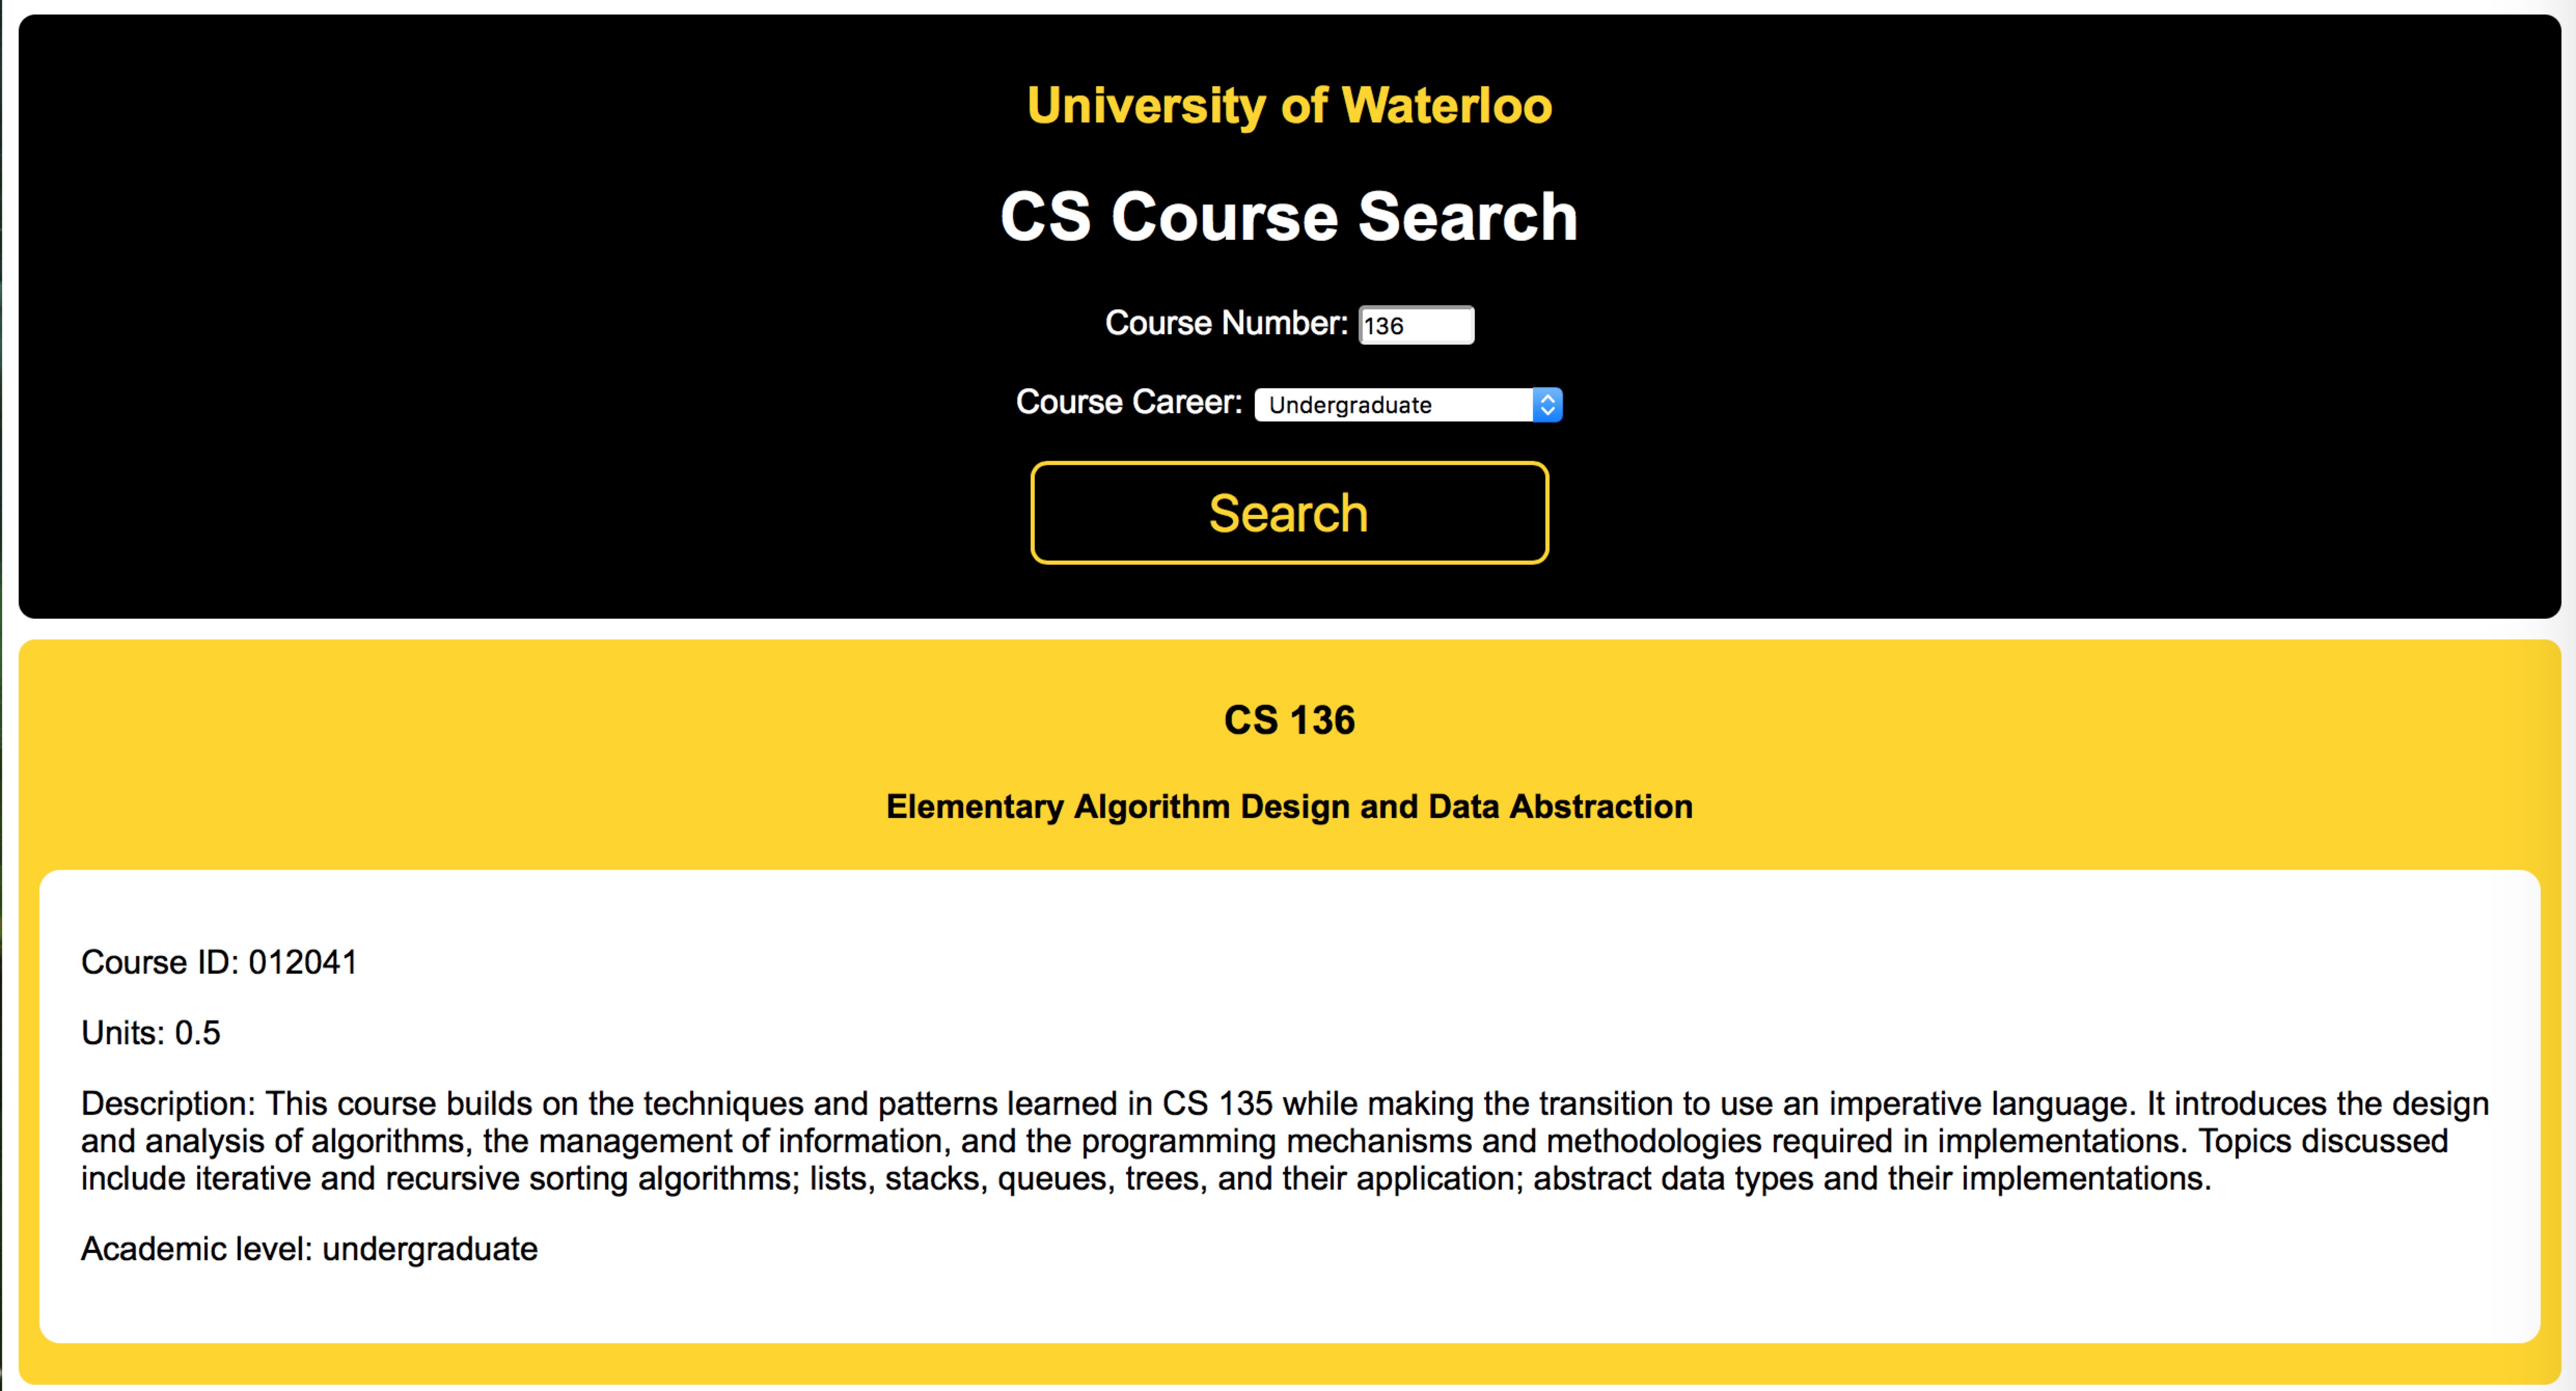 University of Waterloo
CS Course Search
Course Number: 136
Course Career: Undergraduate
Search
CS 136
Elementary Algorithm Design and Data Abstraction
Course ID: 012041
Units: 0.5
Description: This course builds on the techniques and patterns learned in CS 135 while making the transition to use an imperative language. It introduces the design
and analysis of algorithms, the management of information, and the programming mechanisms and methodologies required in implementations. Topics discussed
include iterative and recursive sorting algorithms; lists, stacks, queues, trees, and their application; abstract data types and their implementations.
Academic level: undergraduate